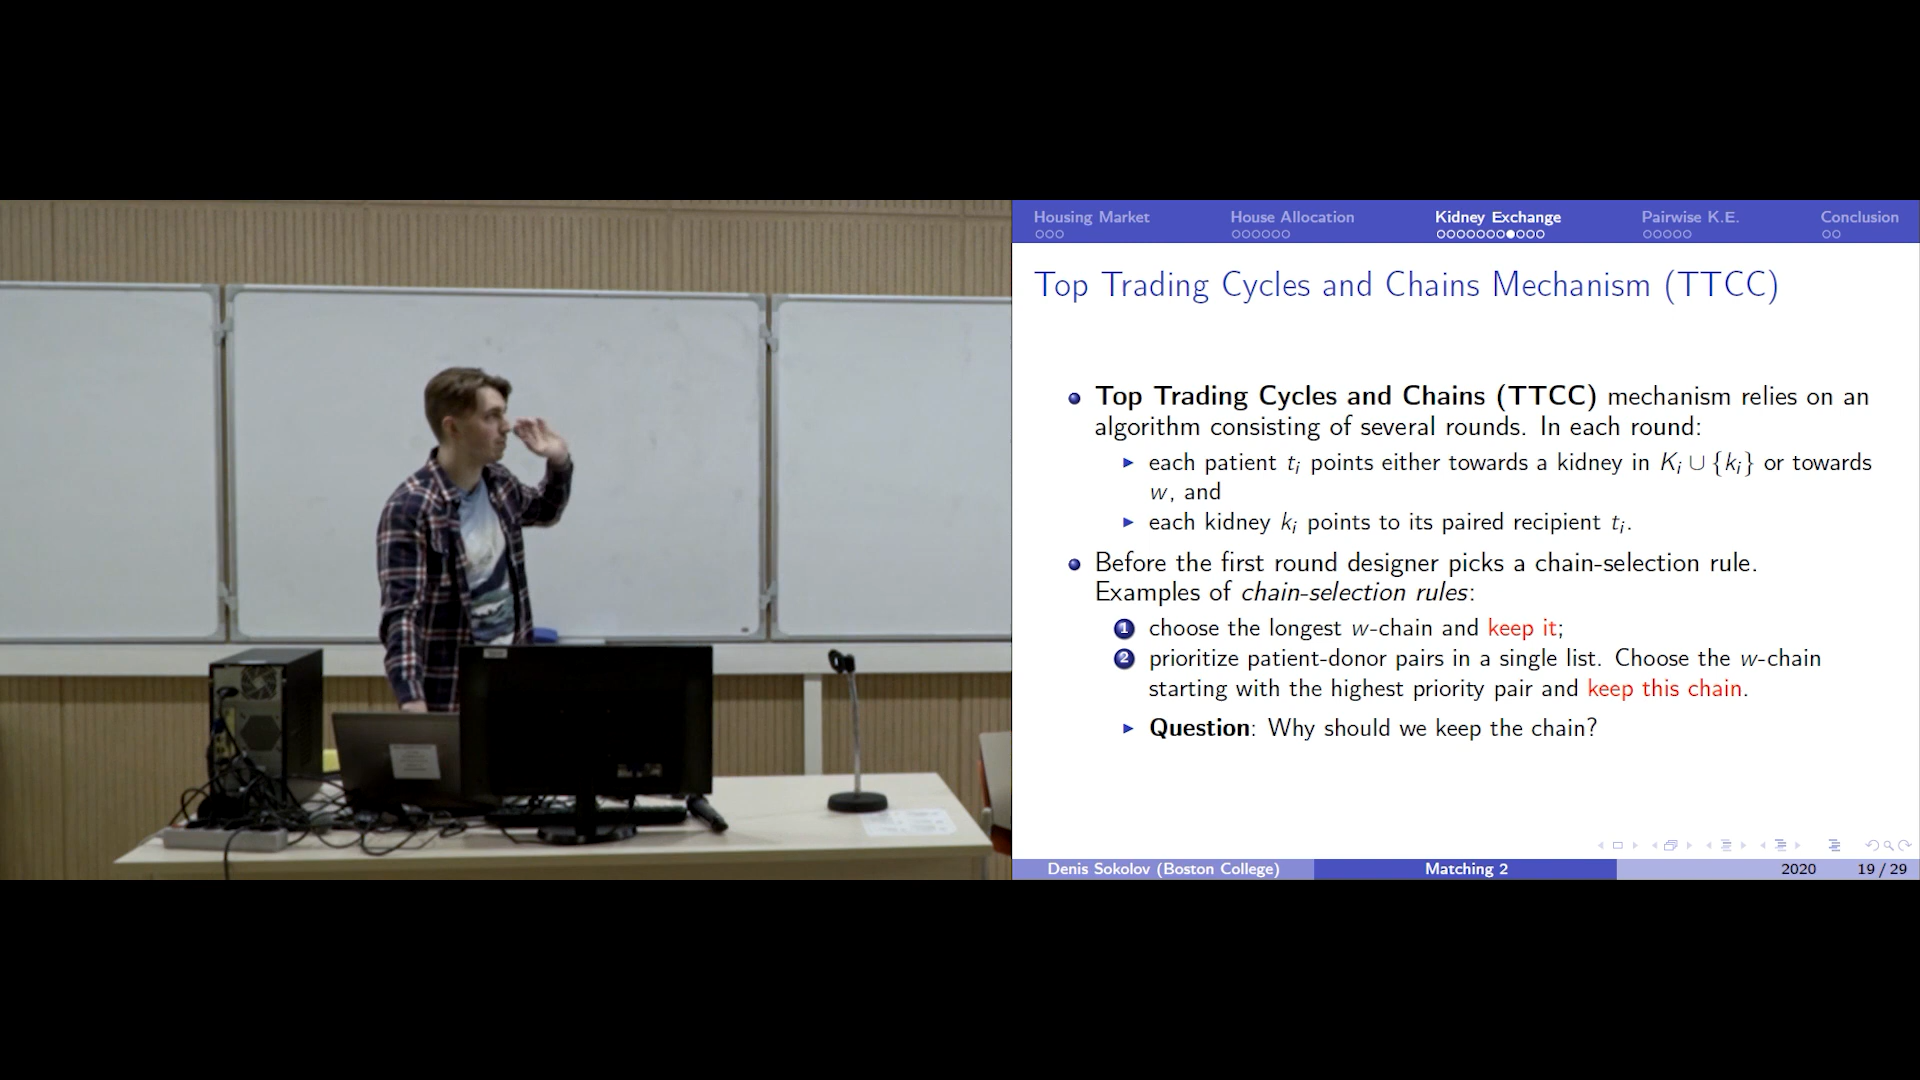 Housing Market
House Allocation
Kidney Exchange
Pairwise K.E.
Conclusion
Top Trading Cycles and Chains Mechanism (TTCC)
Top Trading Cycles and Chains (TTCC) mechanism relies on an
algorithm consisting of several rounds. In each round:
each patient tᵢ points either towards a kidney in Kᵢ ∪ {kᵢ} or towards
w, and
each kidney kᵢ points to its paired recipient tᵢ.
Before the first round designer picks a chain-selection rule.
Examples of chain-selection rules:
1 choose the longest w-chain and keep it;
2 prioritize patient-donor pairs in a single list. Choose the w-chain
starting with the highest priority pair and keep this chain.
Question: Why should we keep the chain?
Denis Sokolov (Boston College)
Matching 2
2020
19 / 29